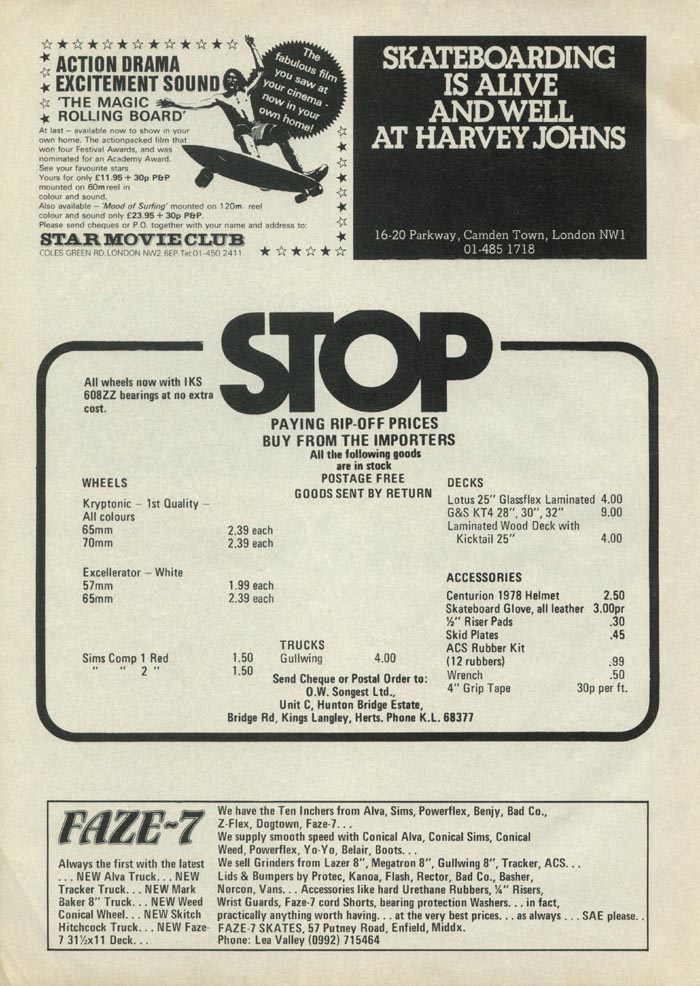 ACTION DRAMA
EXCITEMENT SOUND
'THE MAGIC
ROLLING BOARD'
The
fabulous film
you saw at
your cinema -
now in your
own home!
At last – available now to show in your
own home. The actionpacked film that
won four Festival Awards, and was
nominated for an Academy Award.
See your favourite stars
Yours for only £11.95 + 30p P&P
mounted on 60m reel in
colour and sound.
Also available – 'Mood of Surfing' mounted on 120m reel
colour and sound only £23.95 + 30p P&P.
Please send cheques or P.O. together with your name and address to:
STAR MOVIE CLUB
COLES GREEN RD, LONDON NW2 6EP. Tel: 01-450 2411
SKATEBOARDING
IS ALIVE
AND WELL
AT HARVEY JOHNS
16-20 Parkway, Camden Town, London NW1
01-485 1718
STOP
All wheels now with IKS
608ZZ bearings at no extra
cost.
PAYING RIP-OFF PRICES
BUY FROM THE IMPORTERS
All the following goods
are in stock
POSTAGE FREE
GOODS SENT BY RETURN
WHEELS
Kryptonic – 1st Quality –
All colours
65mm 2.39 each
70mm 2.39 each
Excellerator – White
57mm 1.99 each
65mm 2.39 each
Sims Comp 1 Red 1.50
" " 2 " 1.50
TRUCKS
Gullwing 4.00
DECKS
Lotus 25" Glassflex Laminated 4.00
G&S KT4 28", 30", 32" 9.00
Laminated Wood Deck with
Kicktail 25" 4.00
ACCESSORIES
Centurion 1978 Helmet 2.50
Skateboard Glove, all leather 3.00pr
½" Riser Pads .30
Skid Plates .45
ACS Rubber Kit
(12 rubbers) .99
Wrench .50
4" Grip Tape 30p per ft.
Send Cheque or Postal Order to:
O.W. Songest Ltd.,
Unit C, Hunton Bridge Estate,
Bridge Rd, Kings Langley, Herts. Phone K.L. 68377
FAZE-7
Always the first with the latest
. . . NEW Alva Truck. . . NEW
Tracker Truck. . . NEW Mark
Baker 8" Truck. . . NEW Weed
Conical Wheel. . . NEW Skitch
Hitchcock Truck. . . NEW Faze-
7 31½x11 Deck. . .
We have the Ten Inchers from Alva, Sims, Powerflex, Benjy, Bad Co.,
Z-Flex, Dogtown, Faze-7. . .
We supply smooth speed with Conical Alva, Conical Sims, Conical
Weed, Powerflex, Yo-Yo, Belair, Boots. . .
We sell Grinders from Lazer 8", Megatron 8", Gullwing 8", Tracker, ACS. . .
Lids & Bumpers by Protec, Kanoa, Flash, Rector, Bad Co., Basher,
Norcon, Vans. . . Accessories like hard Urethane Rubbers, ¼" Risers,
Wrist Guards, Faze-7 cord Shorts, bearing protection Washers. . . in fact,
practically anything worth having. . . at the very best prices. . . as always . . . SAE please. .
FAZE-7 SKATES, 57 Putney Road, Enfield, Middx.
Phone: Lea Valley (0992) 715464